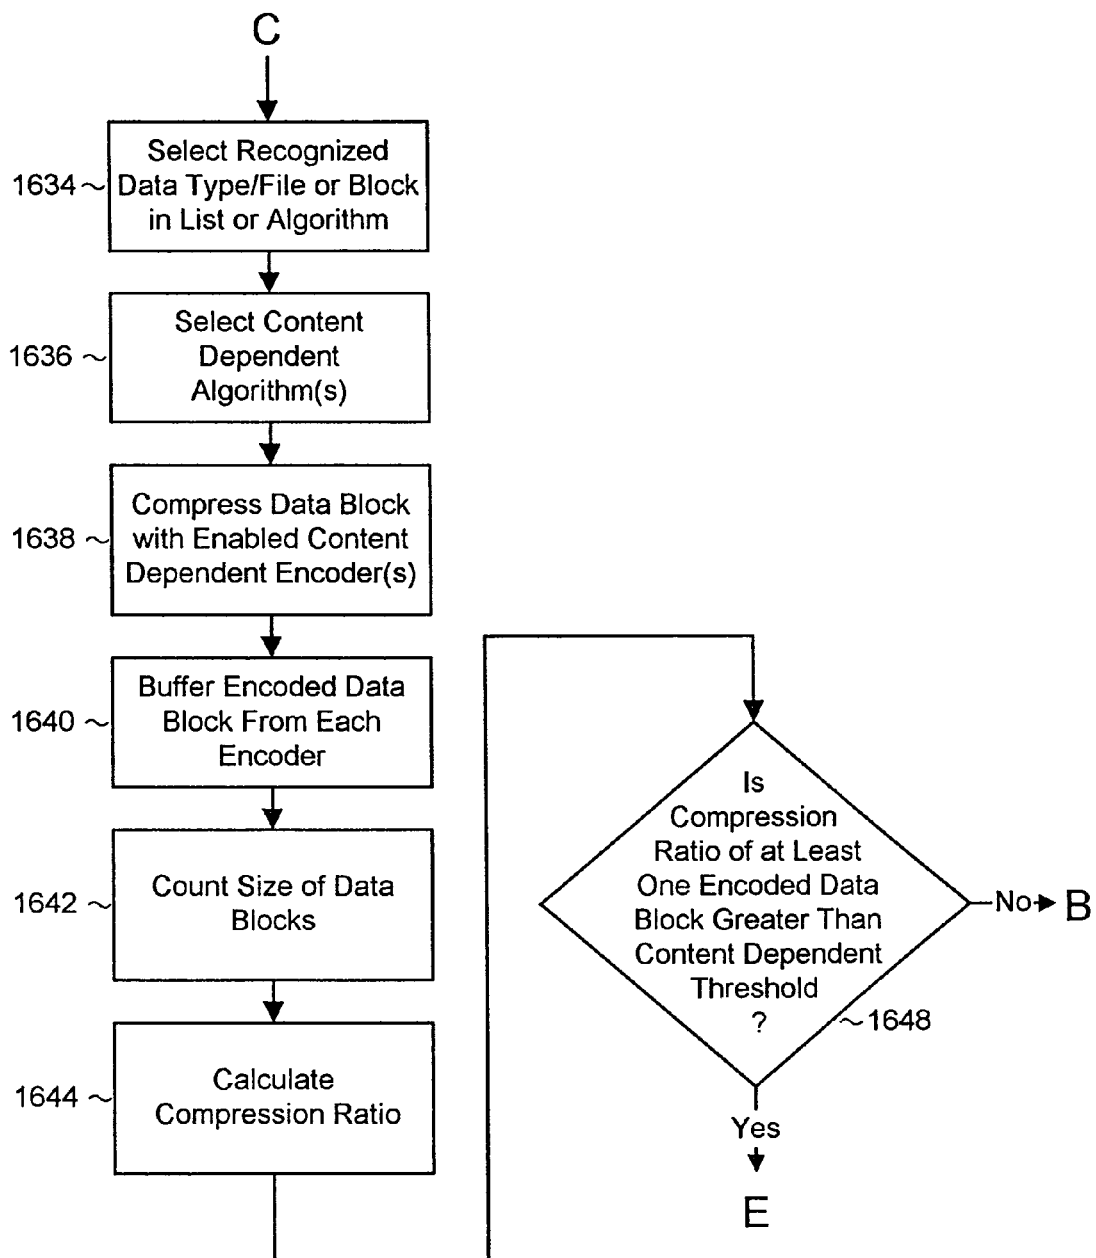 C
Select Recognized
1634
Data Type/File or Block
in List or Algorithm
Select Content
1636
Dependent
Algorithm(s)
Compress Data Block
1638
with Enabled Content
Dependent Encoder(s)
Buffer Encoded Data
1640
Block From Each
Encoder
1642
Count Size of Data
Blocks
1644
Calculate
Compression Ratio
Is
Compression
Ratio of at Least
One Encoded Data
Block Greater Than
Content Dependent
Threshold
?
1648
No
B
Yes
E